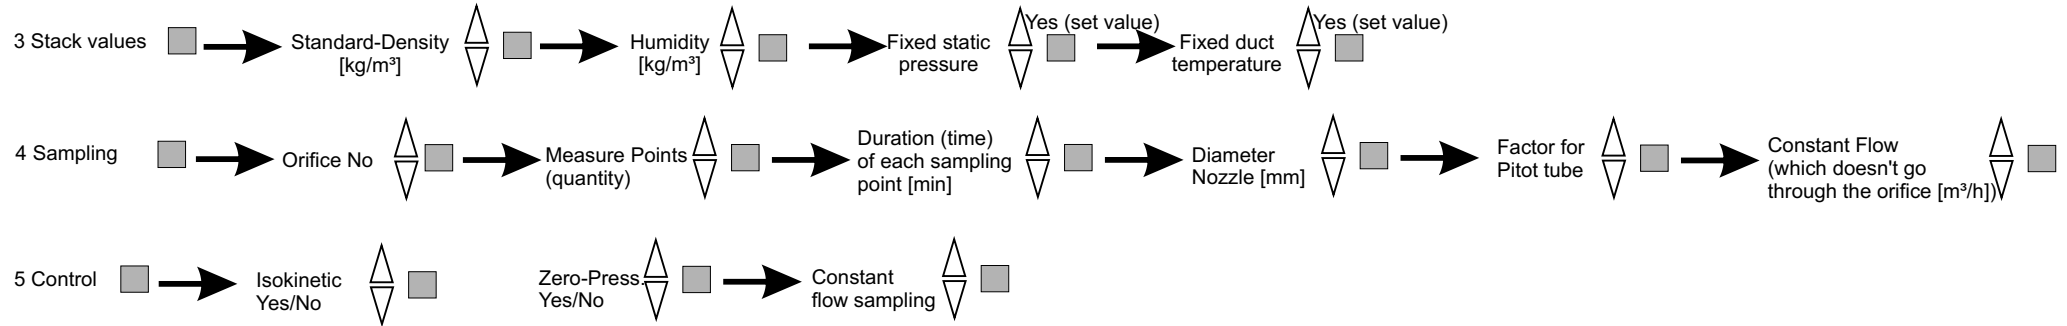 3 Stack values
Standard-Density
[kg/m³]
Humidity
[kg/m³]
Fixed static
pressure
Yes (set value)
Fixed duct
temperature
Yes (set value)
4 Sampling
Orifice No
Measure Points
(quantity)
Duration (time)
of each sampling
point [min]
Diameter
Nozzle [mm]
Factor for
Pitot tube
Constant Flow
(which doesn't go
through the orifice [m³/h])
5 Control
Isokinetic
Yes/No
Zero-Press.
Yes/No
Constant
flow sampling